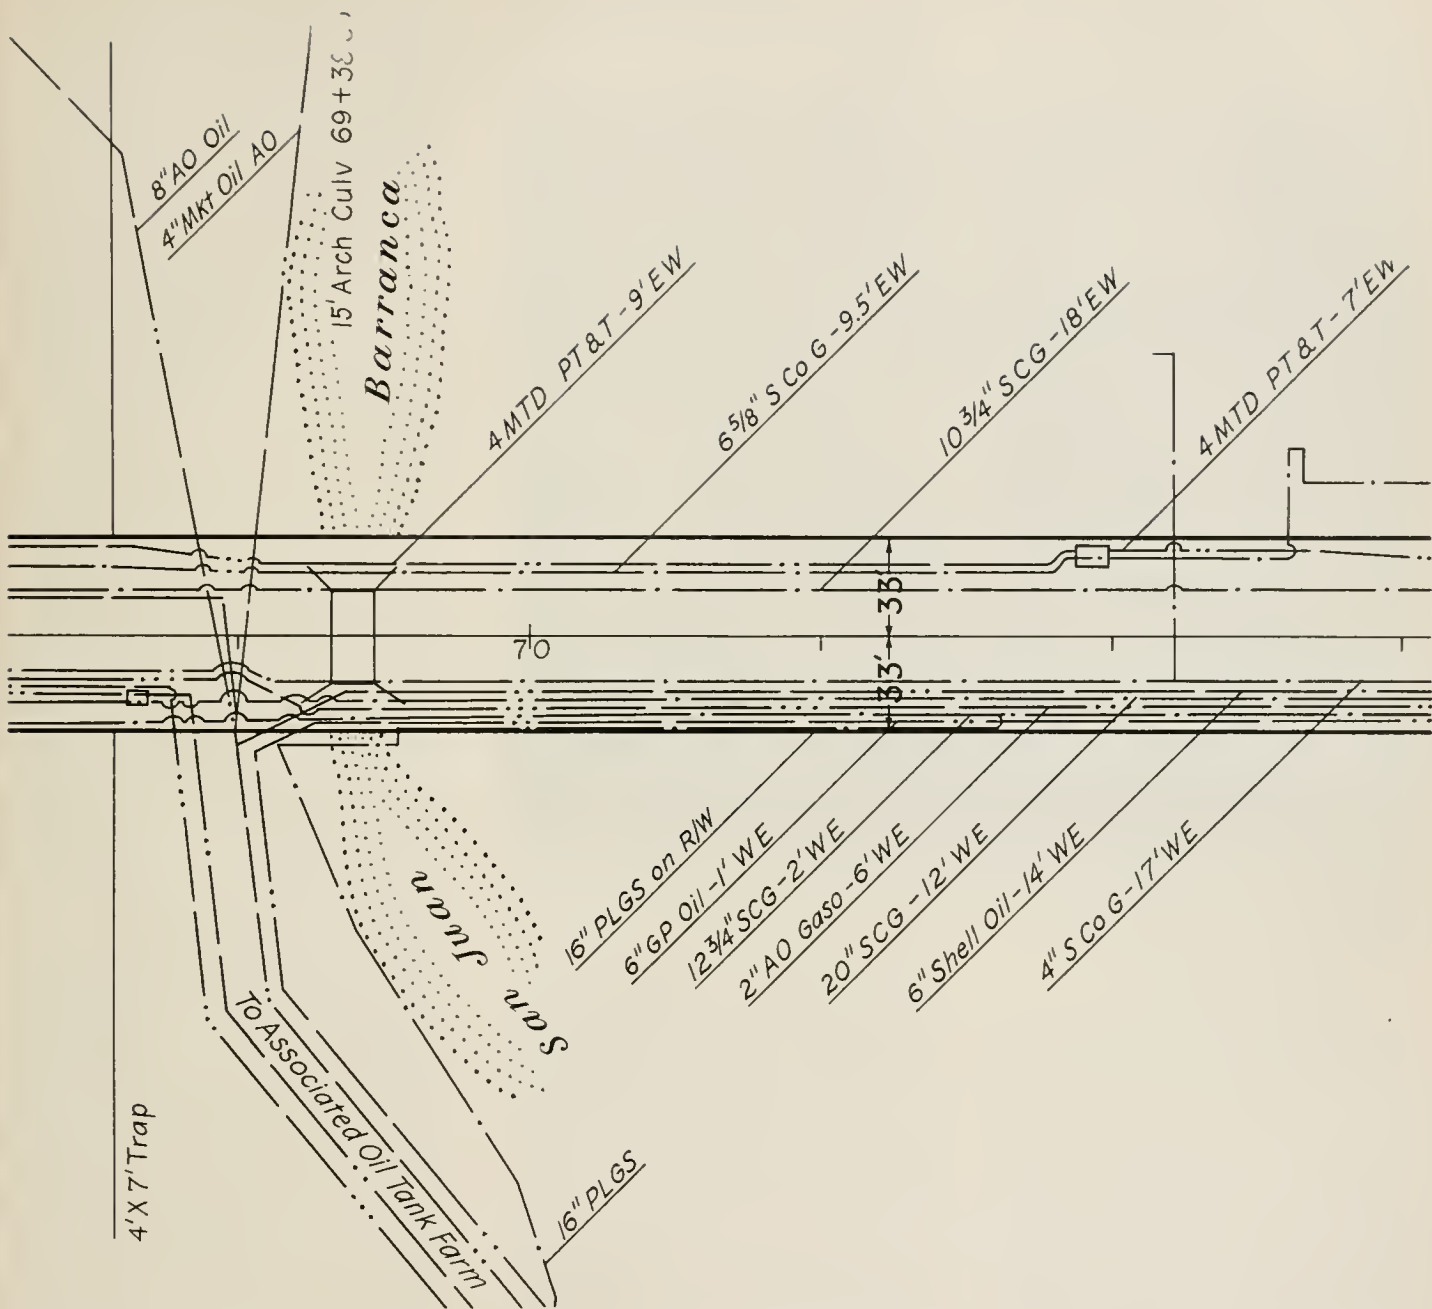 8" AO Oil
4" Mkt Oil AO
15' Arch Culv 69+38
Barranca
4 MTD PT&T-9' EW
6 5/8" S Co G-9.5' EW
10 3/4" SCG-18' EW
4 MTD PT&T-7' EW
33'
70
33'
16" PLGS on R/W
6" GP Oil-1' WE
12 3/4" SCG-2' WE
2" AO Gaso-6' WE
20" SCG-12' WE
6" Shell Oil-14' WE
4" S Co G-17' WE
San Juan
To Associated Oil Tank Farm
4' X 7' Trap
16" PLGS